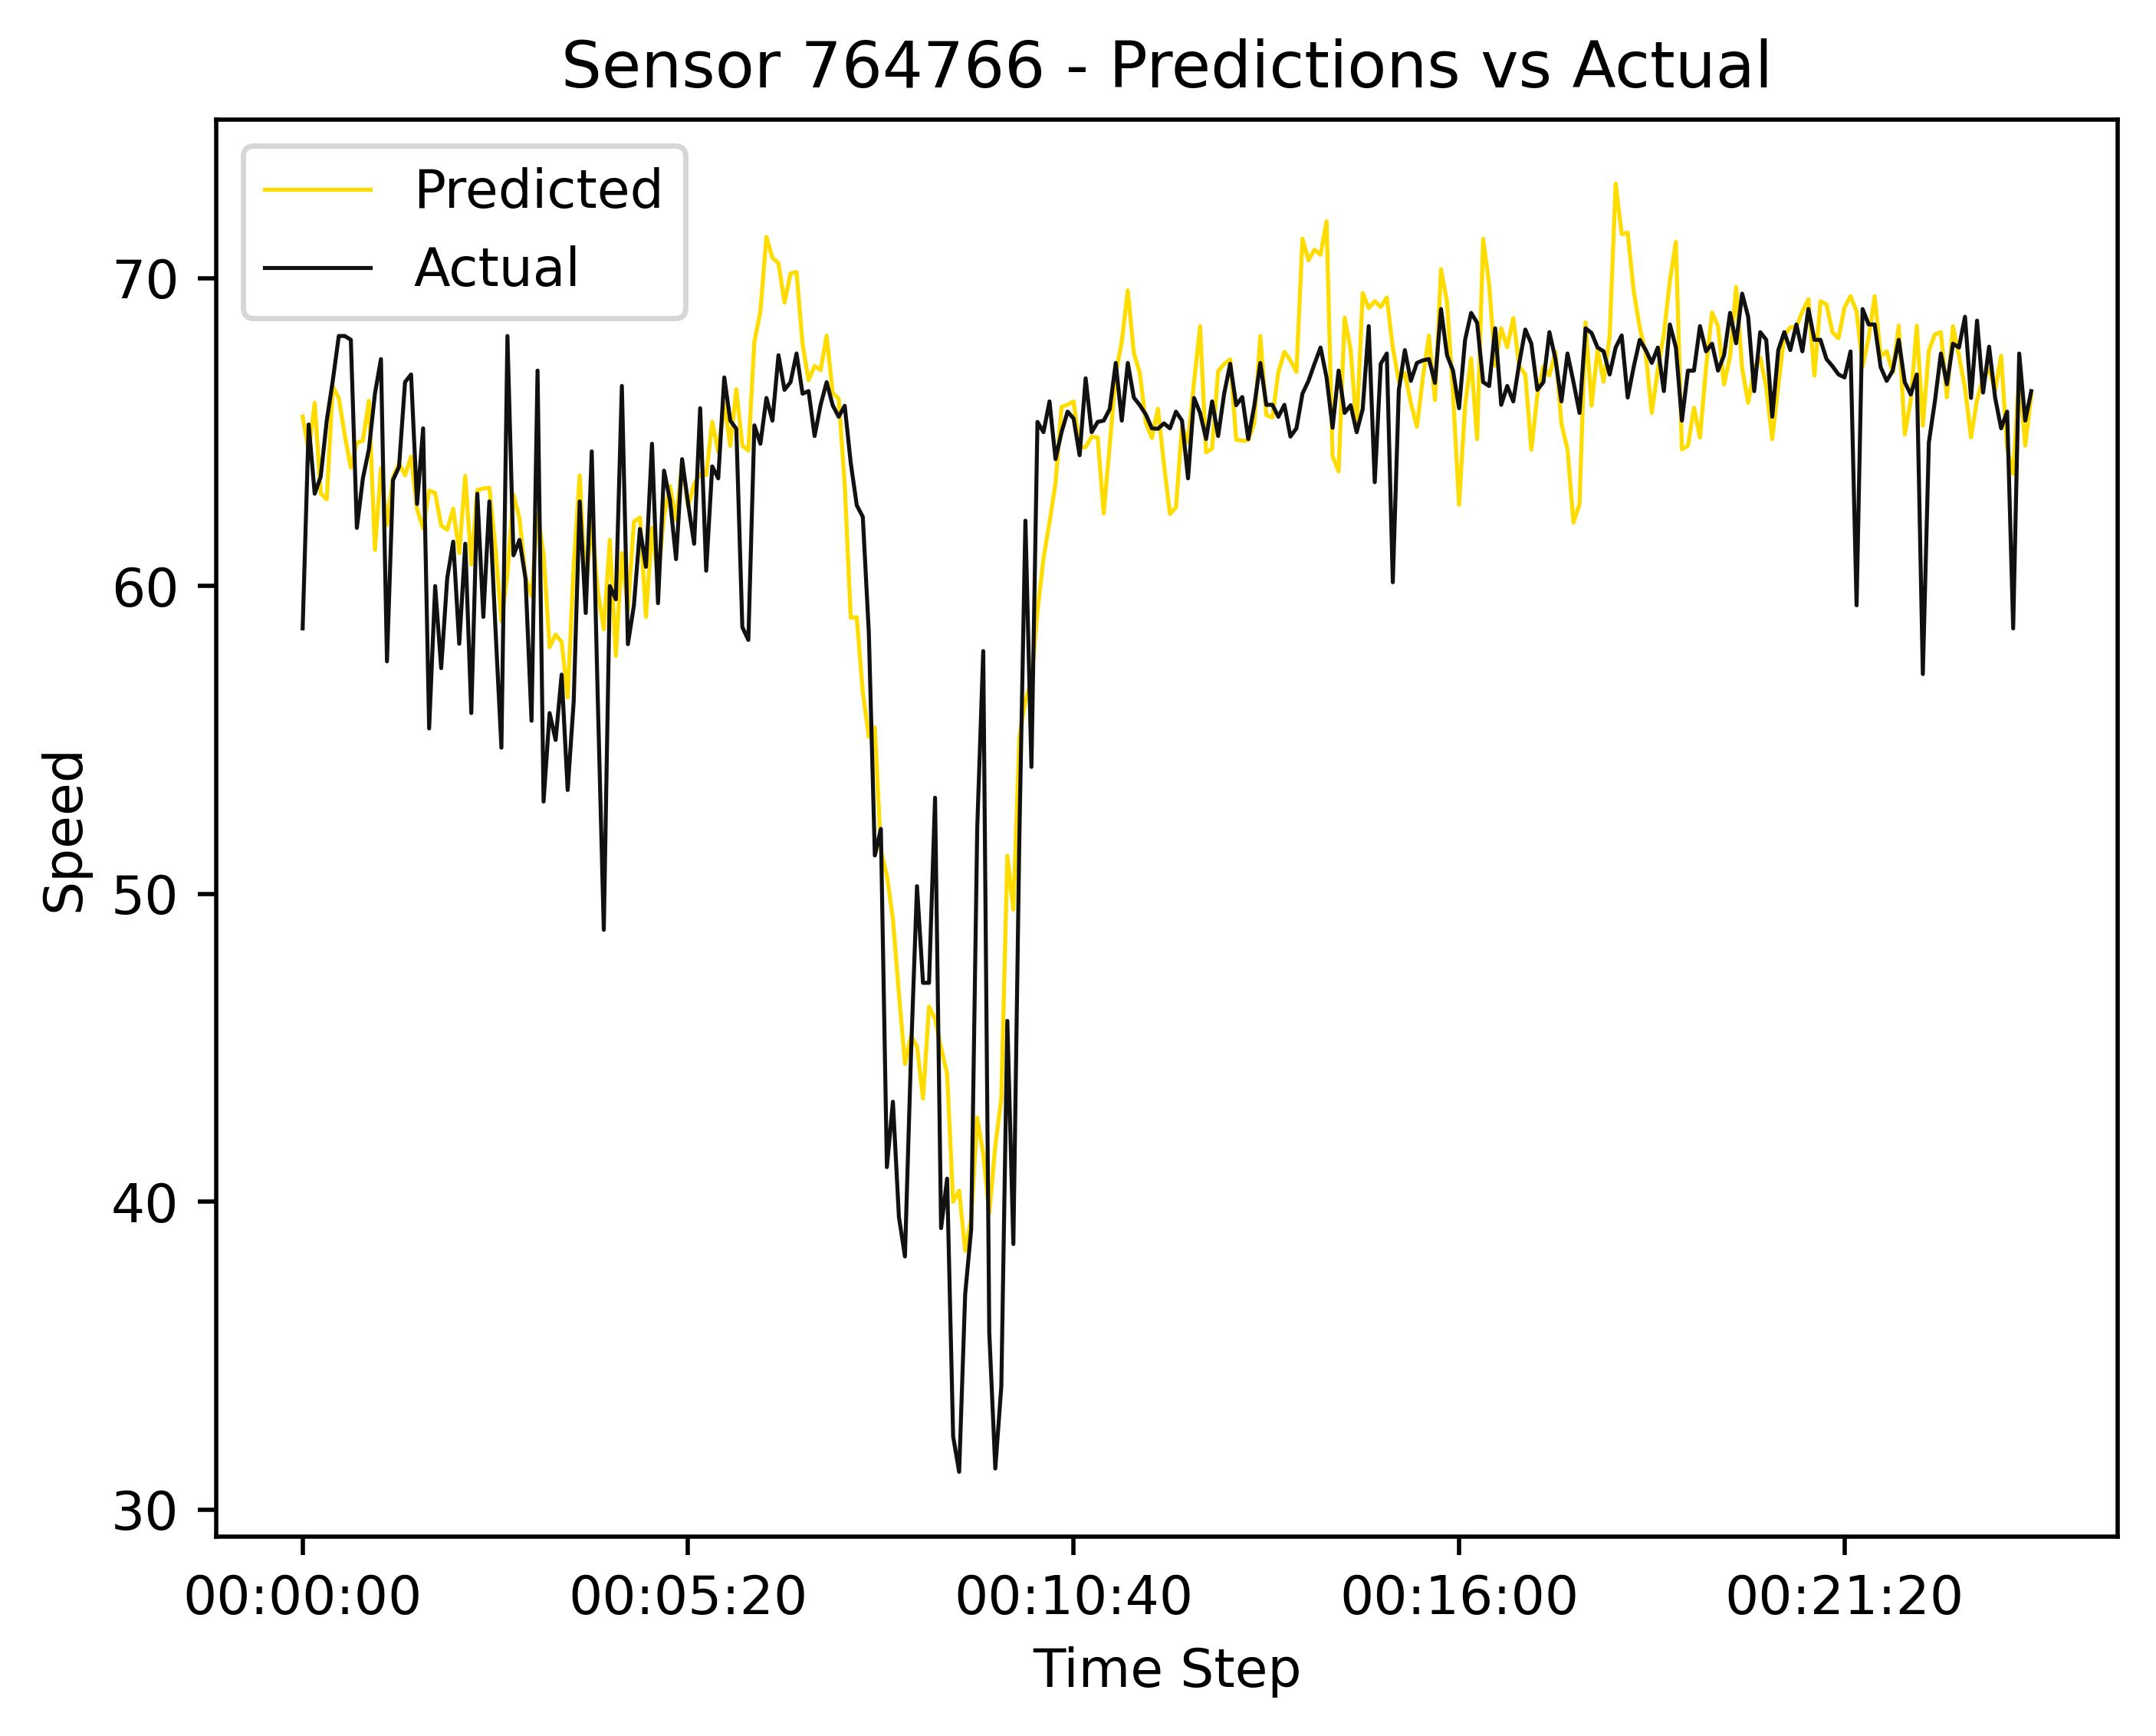 Sensor 764766 - Predictions vs Actual
Predicted
Actual
70
60
50
40
30
Speed
00:00:00 00:05:20 00:10:40 00:16:00 00:21:20
Time Step